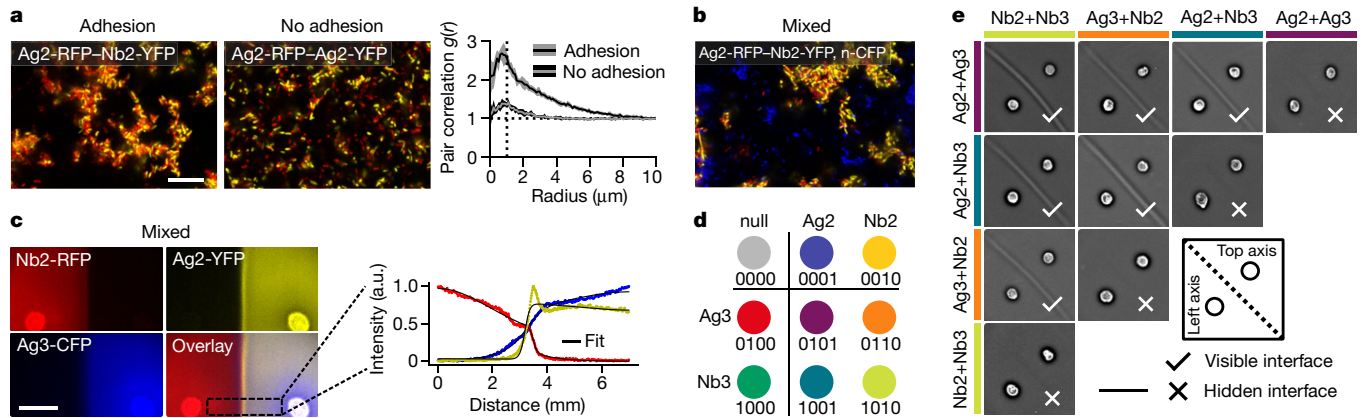 a
Adhesion
No adhesion
Ag2-RFP–Nb2-YFP
Ag2-RFP–Ag2-YFP
Pair correlation g(r)
3
2
1
0
Adhesion
No adhesion
0 2 4 6 8 10
Radius (μm)
b
Mixed
Ag2-RFP–Nb2-YFP, n-CFP
c
Mixed
Nb2-RFP
Ag2-YFP
Ag3-CFP
Overlay
Intensity (a.u.)
1.0
0.5
0
Fit
0 2 4 6
Distance (mm)
d
null Ag2 Nb2
0000 0001 0010
Ag3
0100 0101 0110
Nb3
1000 1001 1010
e
Nb2+Nb3 Ag3+Nb2 Ag2+Nb3 Ag2+Ag3
Ag2+Ag3
Ag2+Nb3
Ag3+Nb2
Nb2+Nb3
Top axis
Left axis
Visible interface
Hidden interface